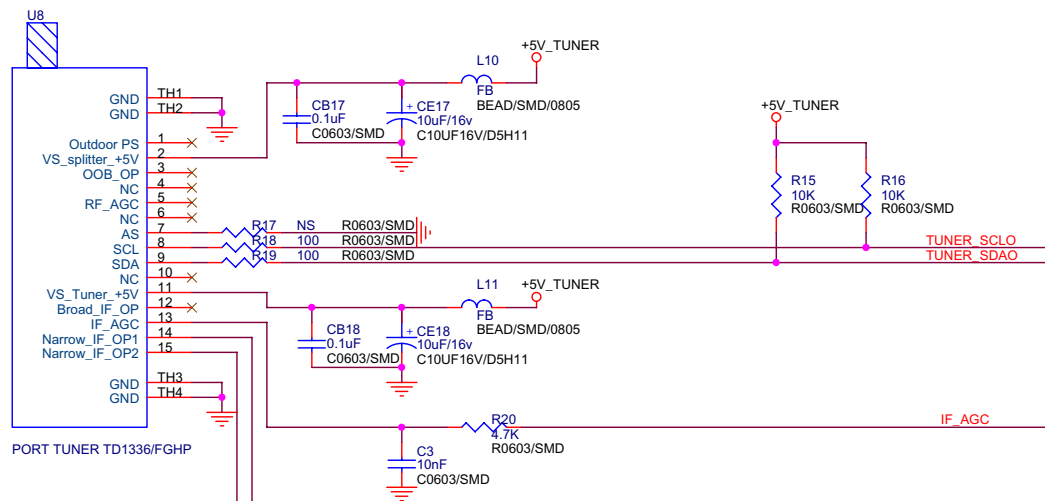 U8
GND TH1
GND TH2
Outdoor PS 1
VS_splitter_+5V 2
OOB_OP 3
NC 4
RF_AGC 5
NC 6
AS 7
SCL 8
SDA 9
NC 10
VS_Tuner_+5V 11
Broad_IF_OP 12
IF_AGC 13
Narrow_IF_OP1 14
Narrow_IF_OP2 15
GND TH3
GND TH4
PORT TUNER TD1336/FGHP
+5V_TUNER
L10
FB
BEAD/SMD/0805
CB17
0.1uF
C0603/SMD
+ CE17
10uF/16v
C10UF16V/D5H11
+5V_TUNER
R15
10K
R0603/SMD
R16
10K
R0603/SMD
R17 NS R0603/SMD
R18 100 R0603/SMD
R19 100 R0603/SMD
TUNER_SCLO
TUNER_SDAO
+5V_TUNER
L11
FB
BEAD/SMD/0805
CB18
0.1uF
C0603/SMD
+ CE18
10uF/16v
C10UF16V/D5H11
R20
4.7K
R0603/SMD
IF_AGC
C3
10nF
C0603/SMD